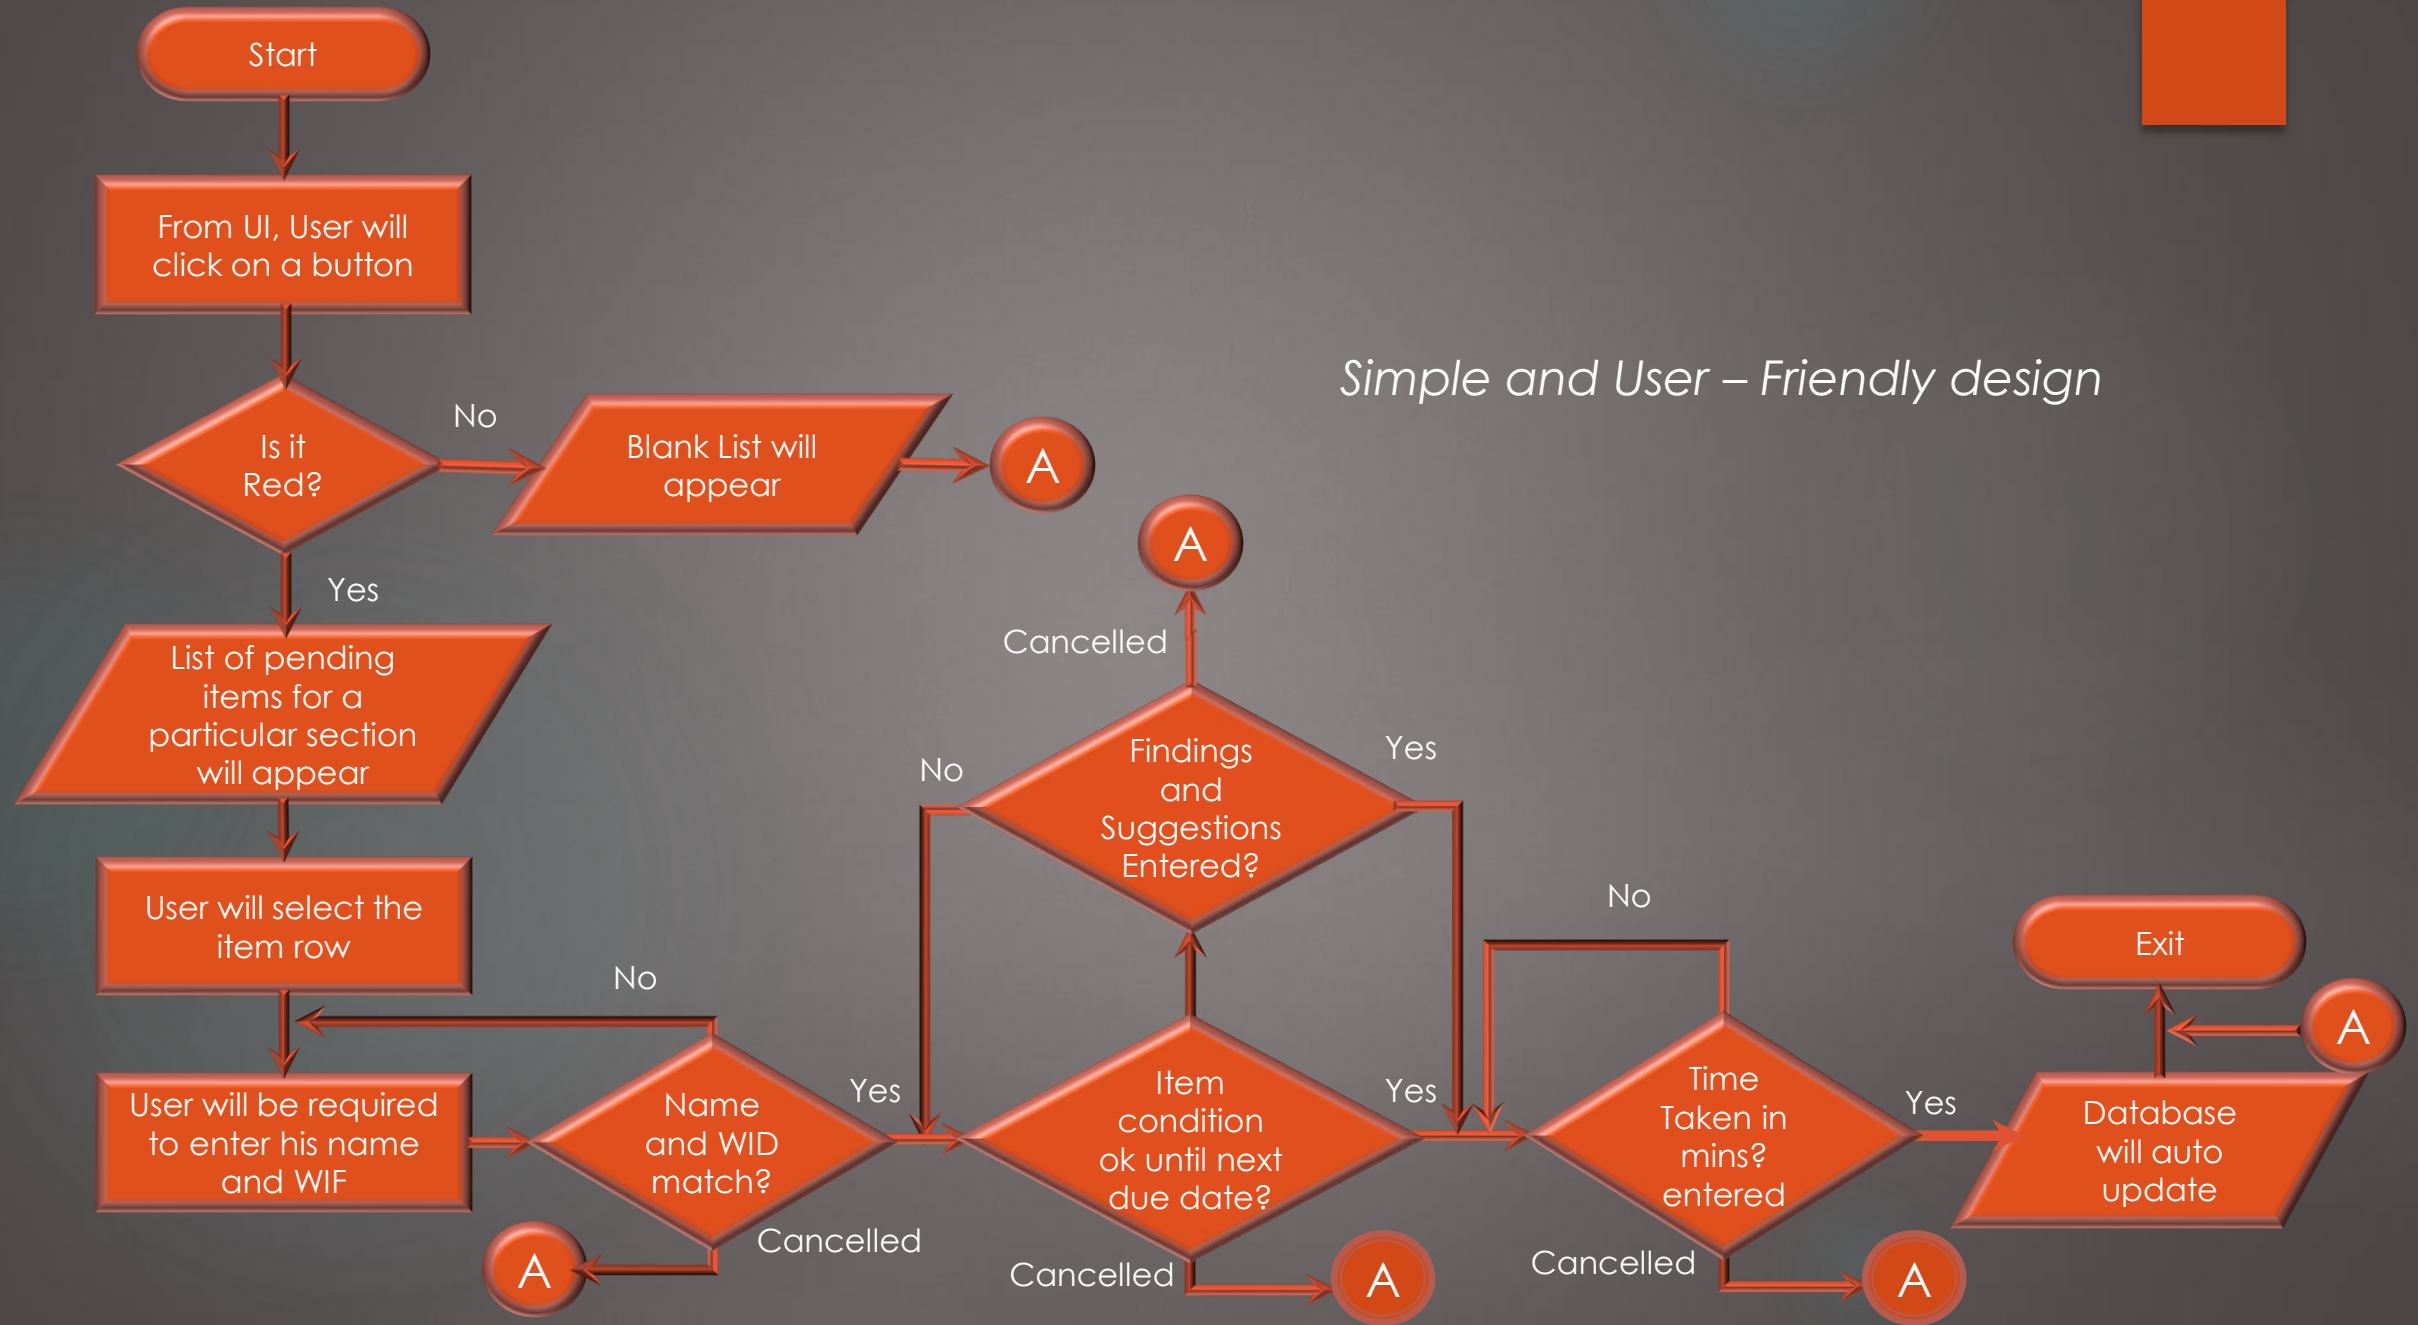 Start
From UI, User will
click on a button
Is it
Red?
No
Blank List will
appear
A
Simple and User – Friendly design
Yes
List of pending
items for a
particular section
will appear
User will select the
item row
User will be required
to enter his name
and WIF
No
Name
and WID
match?
Cancelled
A
Yes
Item
condition
ok until next
due date?
Cancelled
A
Findings
and
Suggestions
Entered?
Cancelled
A
No
Yes
Yes
No
Time
Taken in
mins?
entered
Cancelled
A
Yes
Database
will auto
update
A
Exit